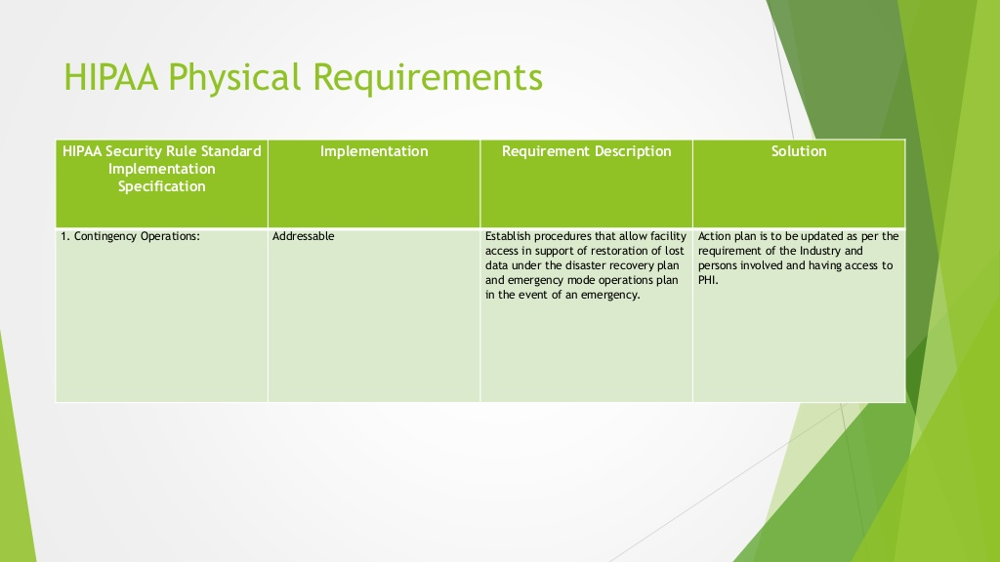 HIPAA Physical Requirements
HIPAA Security Rule Standard
Implementation
Specification
Implementation
Requirement Description
Solution
1. Contingency Operations:
Addressable
Establish procedures that allow facility
access in support of restoration of lost
data under the disaster recovery plan
and emergency mode operations plan
in the event of an emergency.
Action plan is to be updated as per the
requirement of the Industry and
persons involved and having access to
PHI.